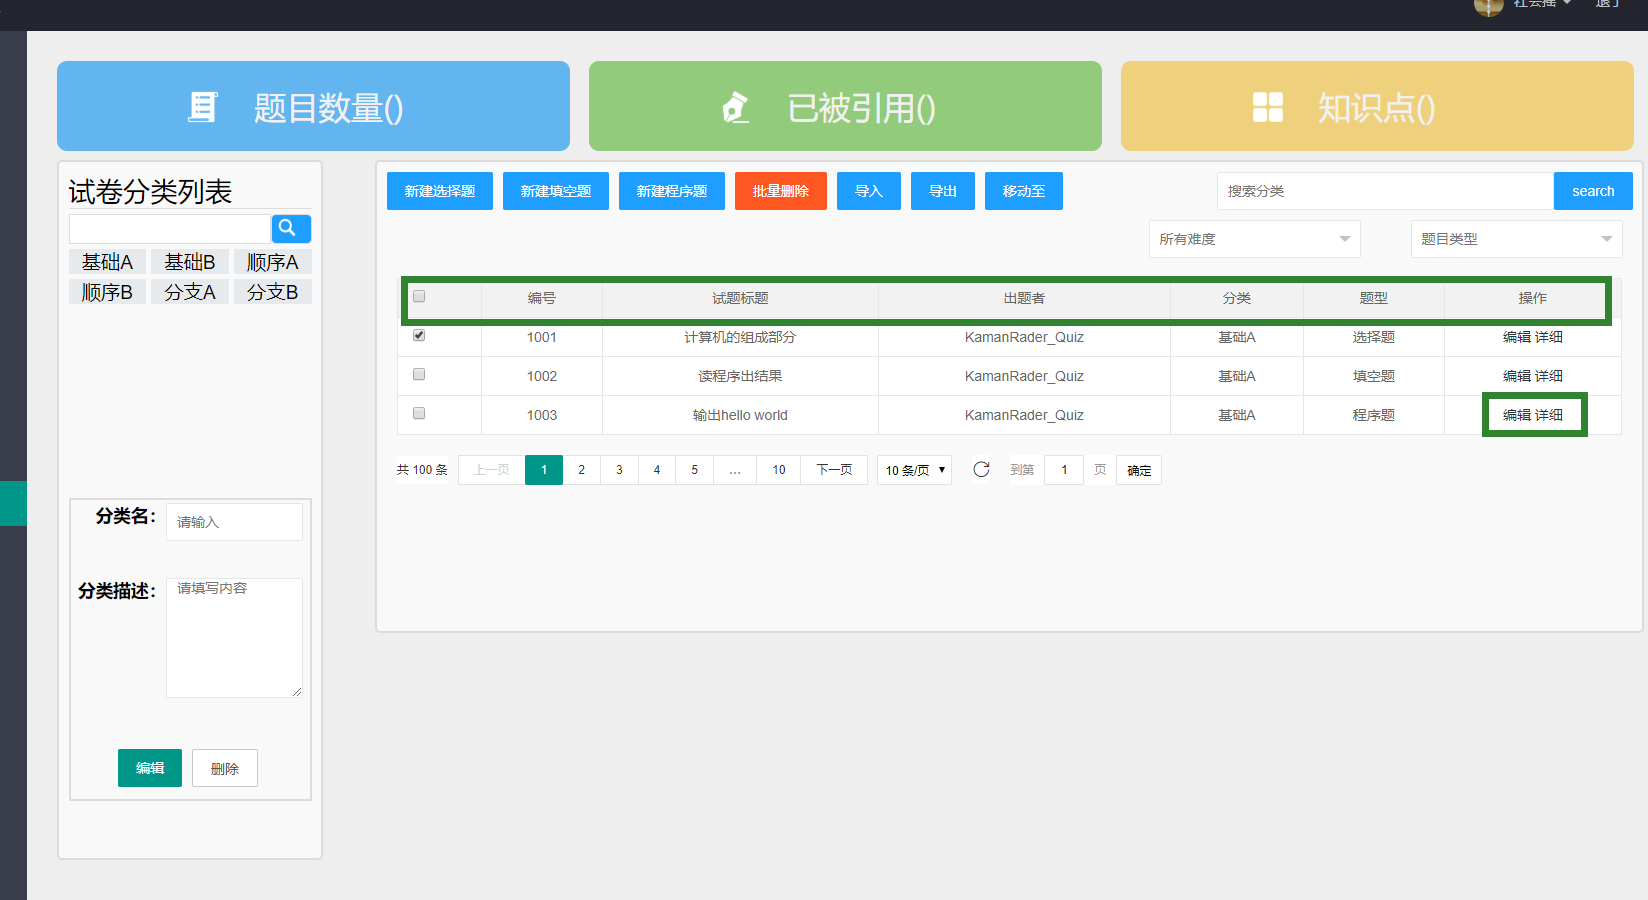 社会摇 退了
题目数量()
已被引用()
知识点()
试卷分类列表
基础A 基础B 顺序A
顺序B 分支A 分支B
分类名：
请输入
分类描述：
请填写内容
编辑 删除
新建选择题 新建填空题 新建程序题 批量删除 导入 导出 移动至
搜索分类 search
所有难度 题目类型
编号 试题标题 出题者 分类 题型 操作
1001 计算机的组成部分 KamanRader_Quiz 基础A 选择题 编辑 详细
1002 读程序出结果 KamanRader_Quiz 基础A 填空题 编辑 详细
1003 输出hello world KamanRader_Quiz 基础A 程序题 编辑 详细
共 100 条 上一页 1 2 3 4 5 … 10 下一页 10 条/页 到第 1 页 确定